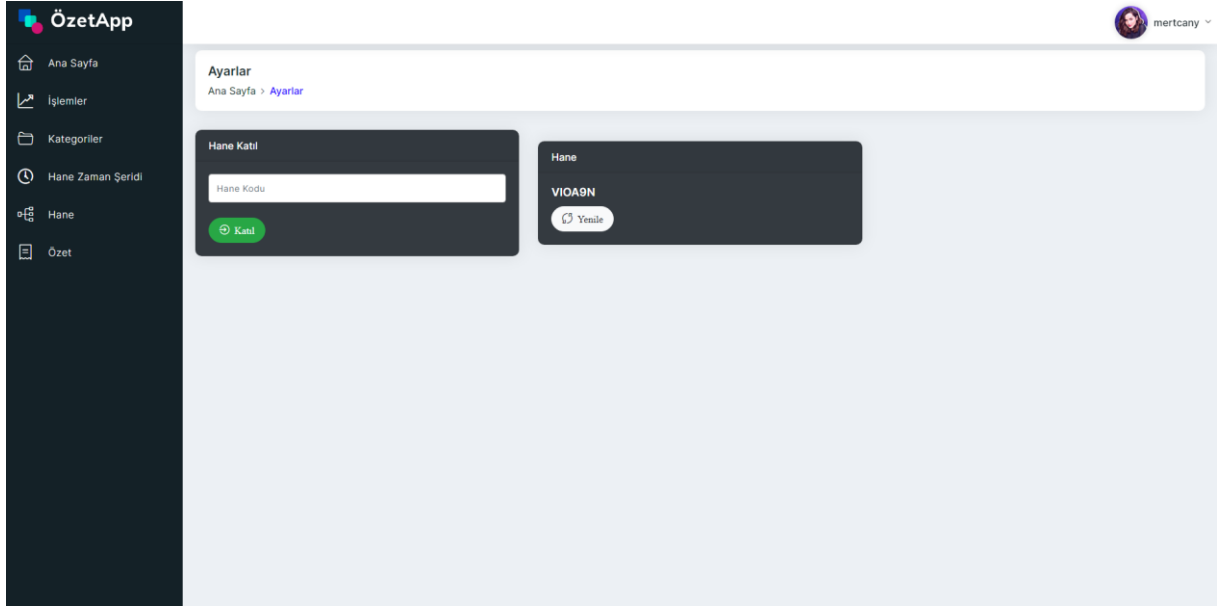 ÖzetApp
mertcany
Ana Sayfa
İşlemler
Kategoriler
Hane Zaman Şeridi
Hane
Özet
Ayarlar
Ana Sayfa > Ayarlar
Hane Katıl
Hane Kodu
Katıl
Hane
VIOA9N
Yenile